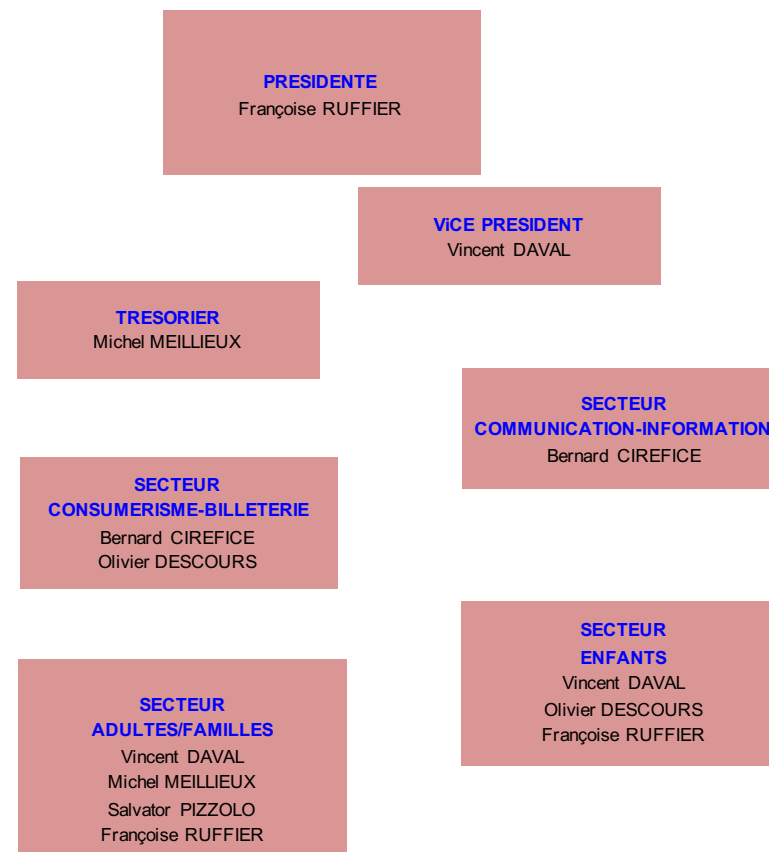 PRESIDENTE
Françoise RUFFIER
ViCE PRESIDENT
Vincent DAVAL
TRESORIER
Michel MEILLIEUX
SECTEUR
COMMUNICATION-INFORMATION
Bernard CIREFICE
SECTEUR
CONSUMERISME-BILLETERIE
Bernard CIREFICE
Olivier DESCOURS
SECTEUR
ENFANTS
Vincent DAVAL
Olivier DESCOURS
Françoise RUFFIER
SECTEUR
ADULTES/FAMILLES
Vincent DAVAL
Michel MEILLIEUX
Salvator PIZZOLO
Françoise RUFFIER